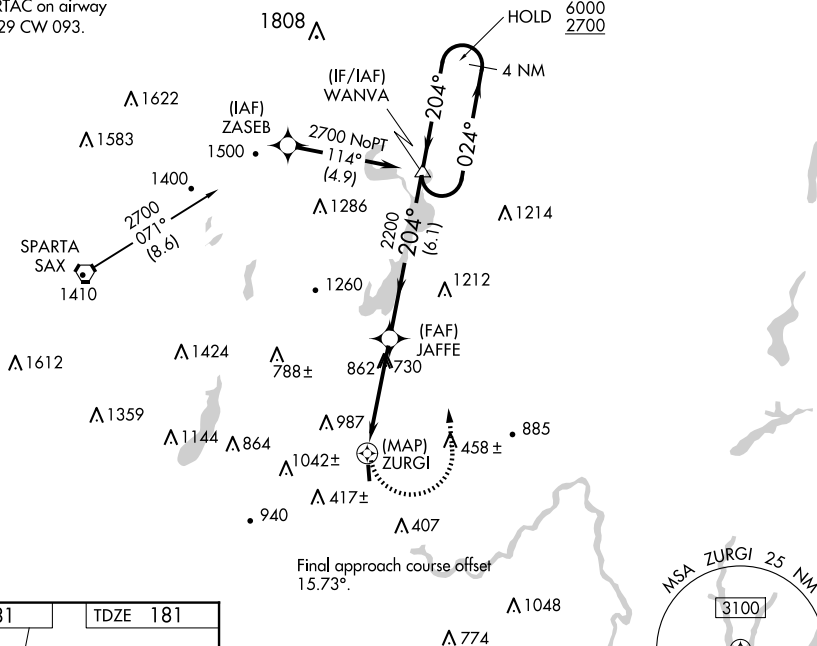 RTAC on airway
29 CW 093.
1808
HOLD
6000
2700
4 NM
(IF/IAF)
WANVA
204°
024°
1622
(IAF)
ZASEB
1583
1500
2700 NoPT
114°
(4.9)
1400
1286
1214
2700
071°
(8.6)
2200
204°
(6.1)
SPARTA
SAX
1410
1260
1212
(FAF)
JAFFE
1612
1424
788±
862
730
1359
987
885
1144
864
(MAP)
ZURGI
458±
1042±
417±
940
407
Final approach course offset
15.73°.
MSA ZURGI 25 NM
3100
1048
774
81
TDZE 181